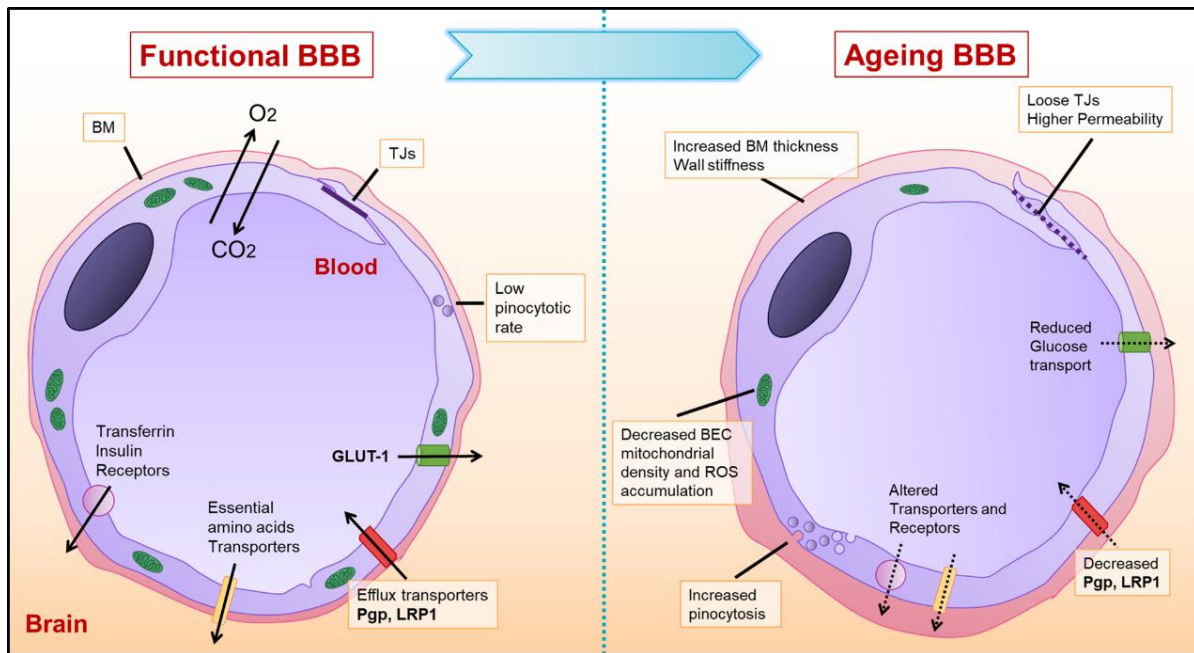 Functional BBB
BM
O2
CO2
TJs
Blood
Low
pinocytotic
rate
Transferrin
Insulin
Receptors
GLUT-1
Essential
amino acids
Transporters
Efflux transporters
Pgp, LRP1
Brain
Ageing BBB
Loose TJs
Higher Permeability
Increased BM thickness
Wall stiffness
Reduced
Glucose
transport
Decreased BEC
mitochondrial
density and ROS
accumulation
Altered
Transporters and
Receptors
Decreased
Pgp, LRP1
Increased
pinocytosis